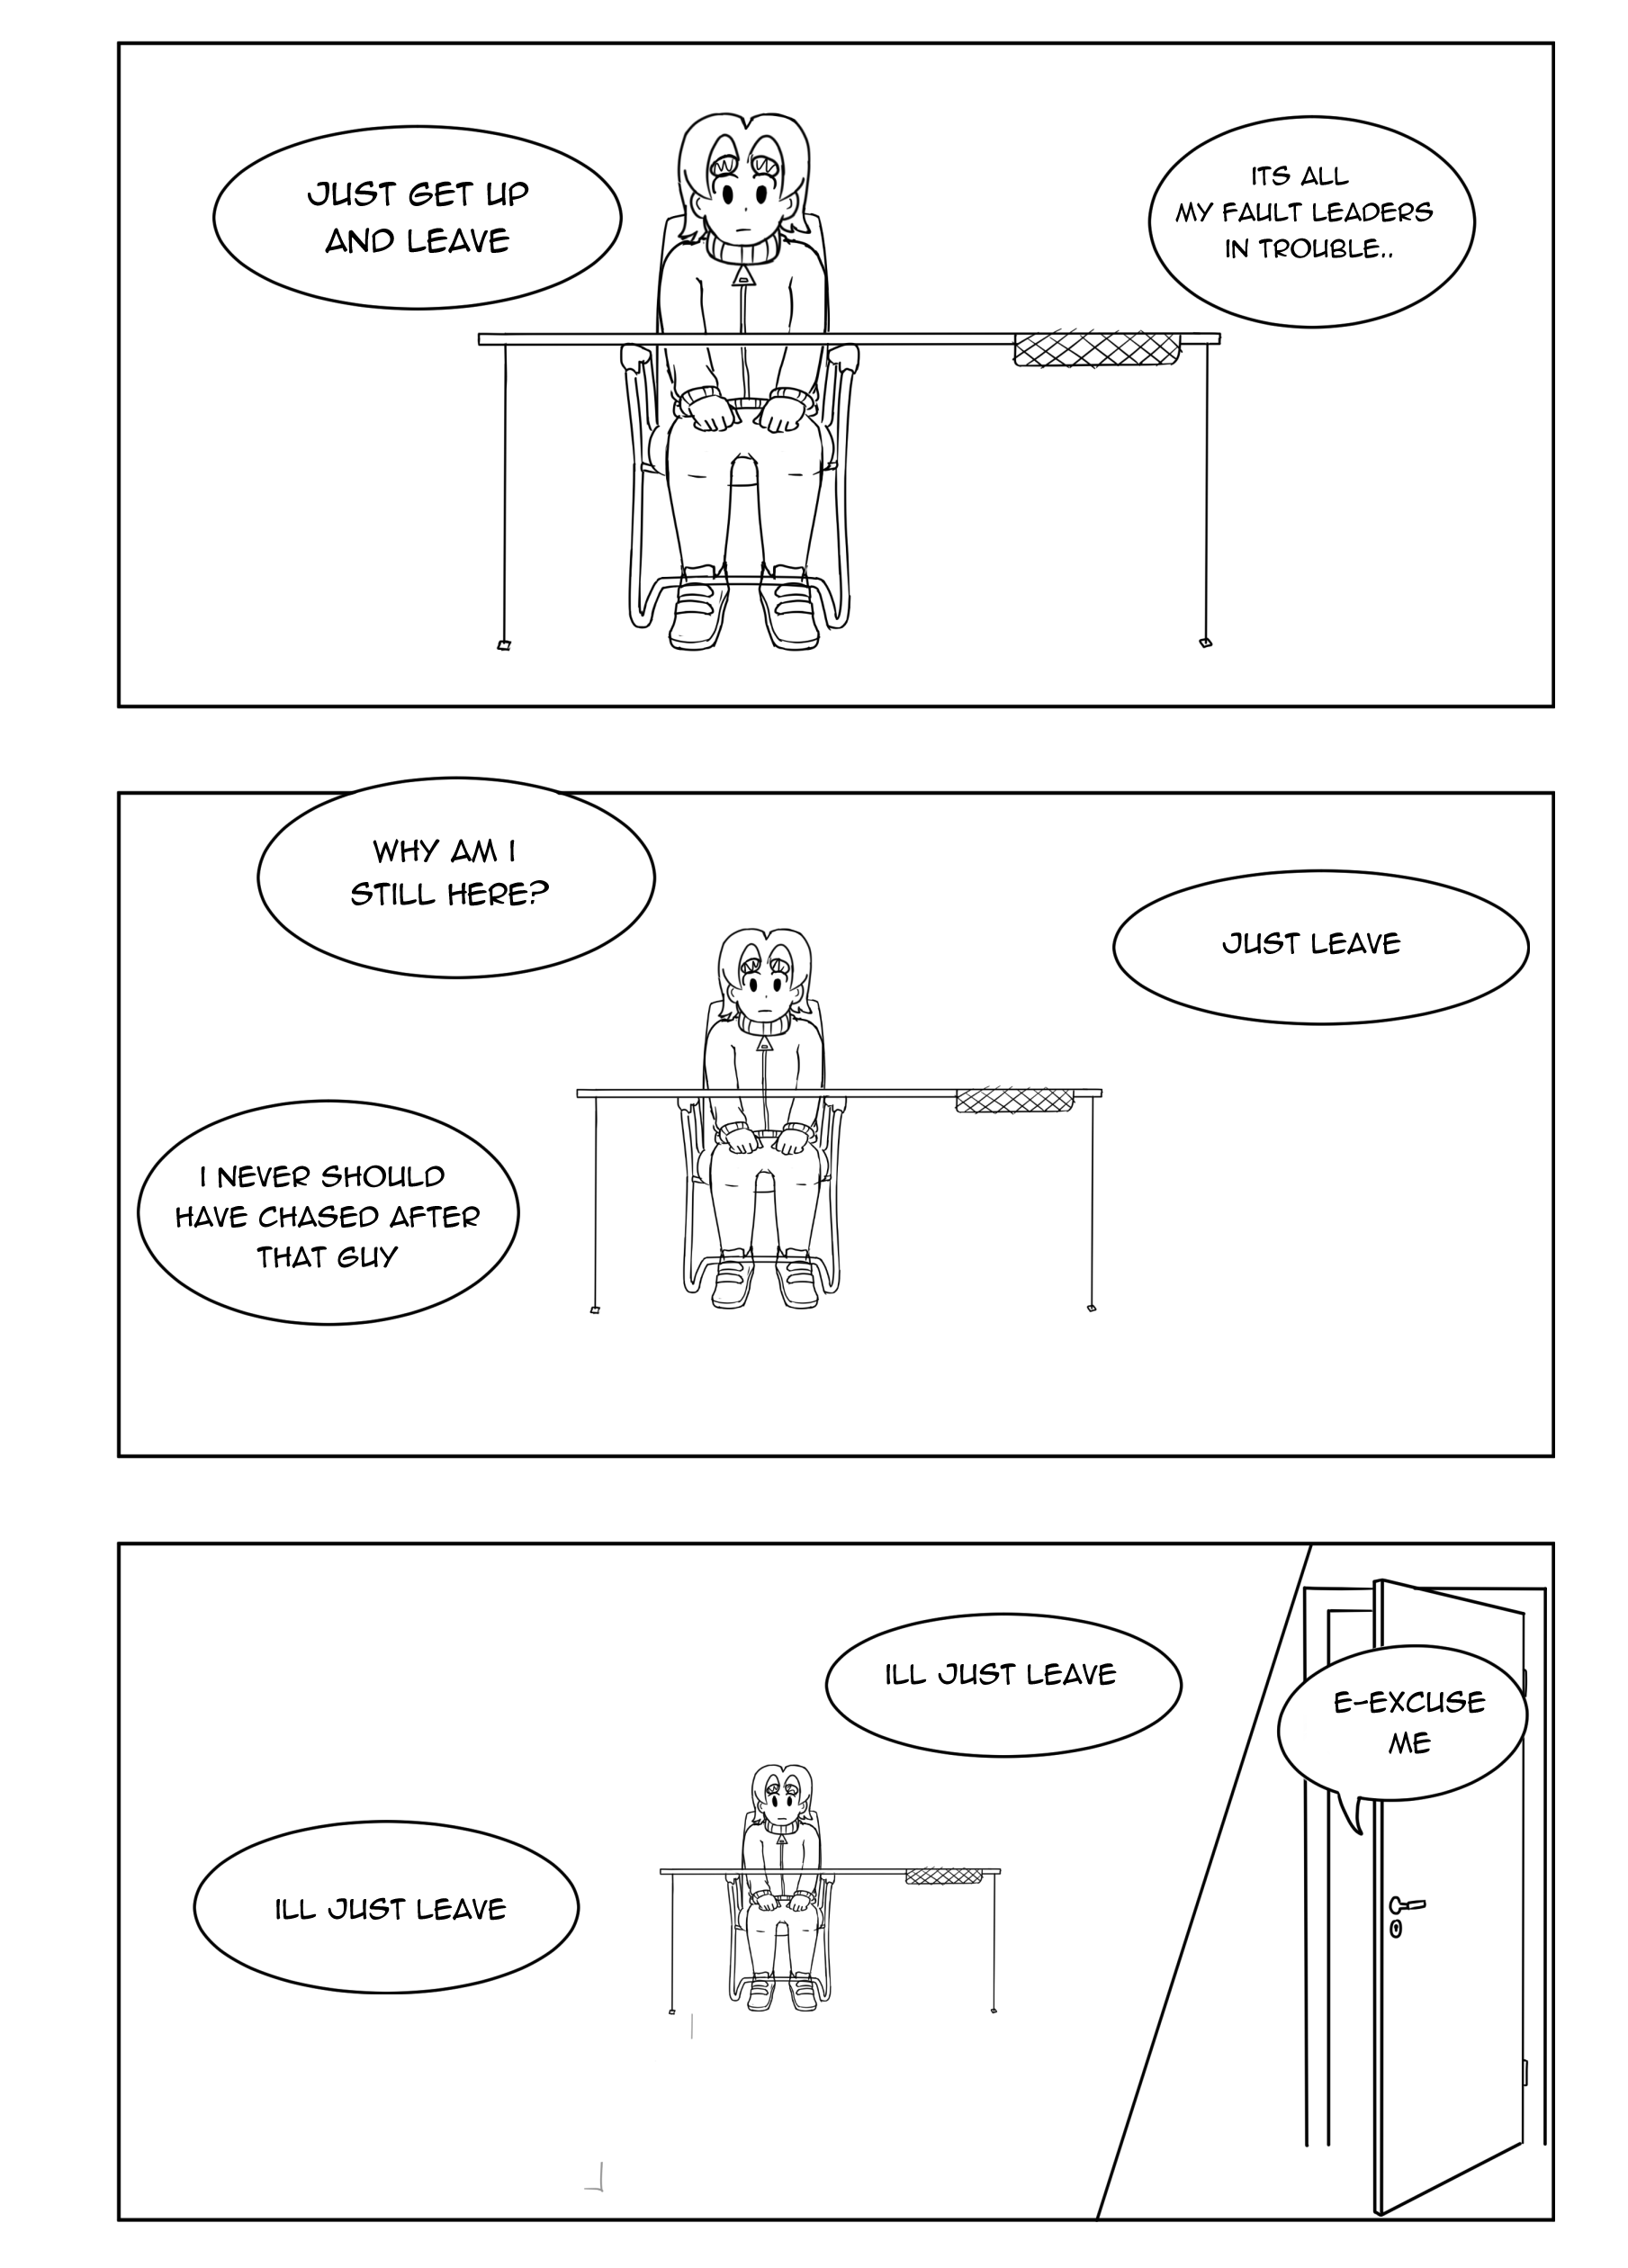 JUST GET UP
AND LEAVE
ITS ALL
MY FAULT LEADERS
IN TROUBLE..
WHY AM I
STILL HERE?
JUST LEAVE
I NEVER SHOULD
HAVE CHASED AFTER
THAT GUY
ILL JUST LEAVE
ILL JUST LEAVE
E-EXCUSE
ME